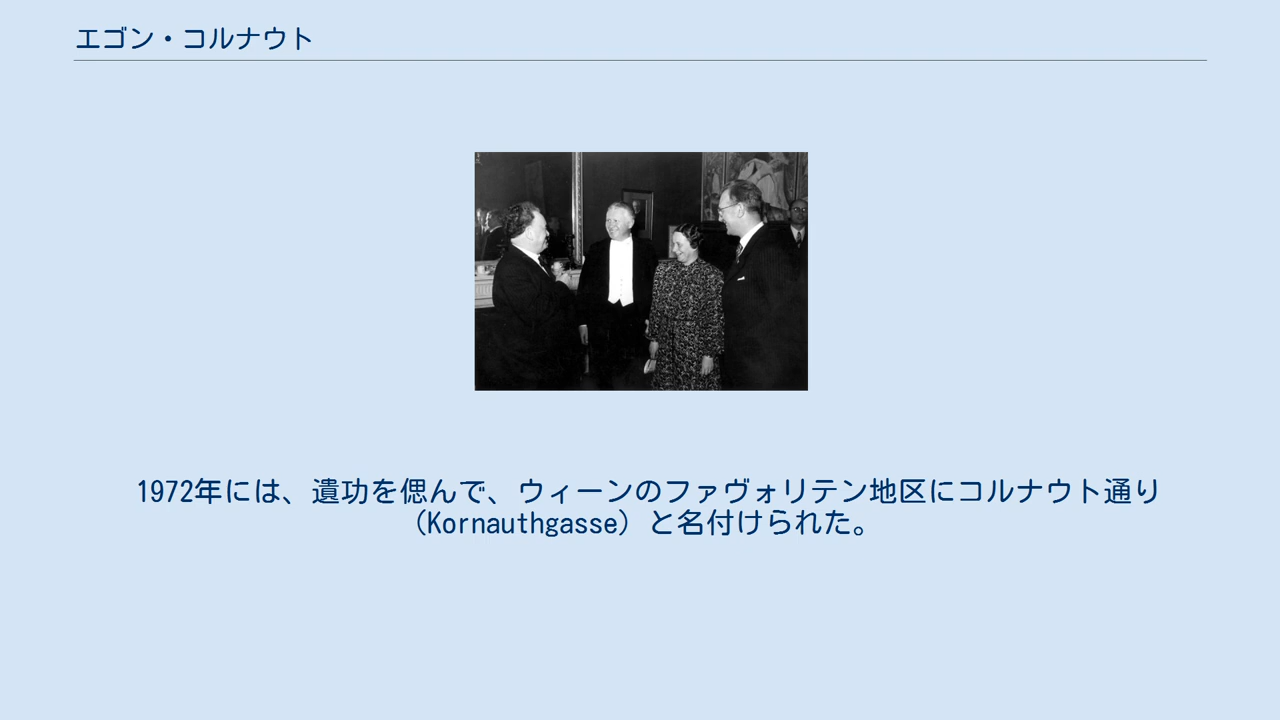 エゴン・コルナウト
1972年には、遺功を偲んで、ウィーンのファヴォリテン地区にコルナウト通り
（Kornauthgasse）と名付けられた。